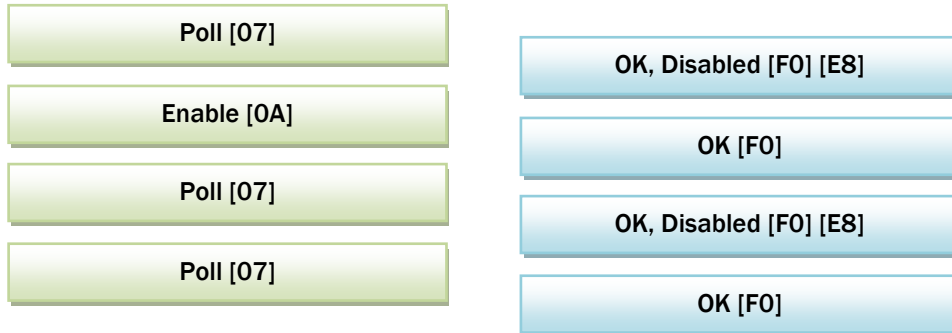 Poll [07]
OK, Disabled [F0] [E8]
Enable [0A]
OK [F0]
Poll [07]
OK, Disabled [F0] [E8]
Poll [07]
OK [F0]